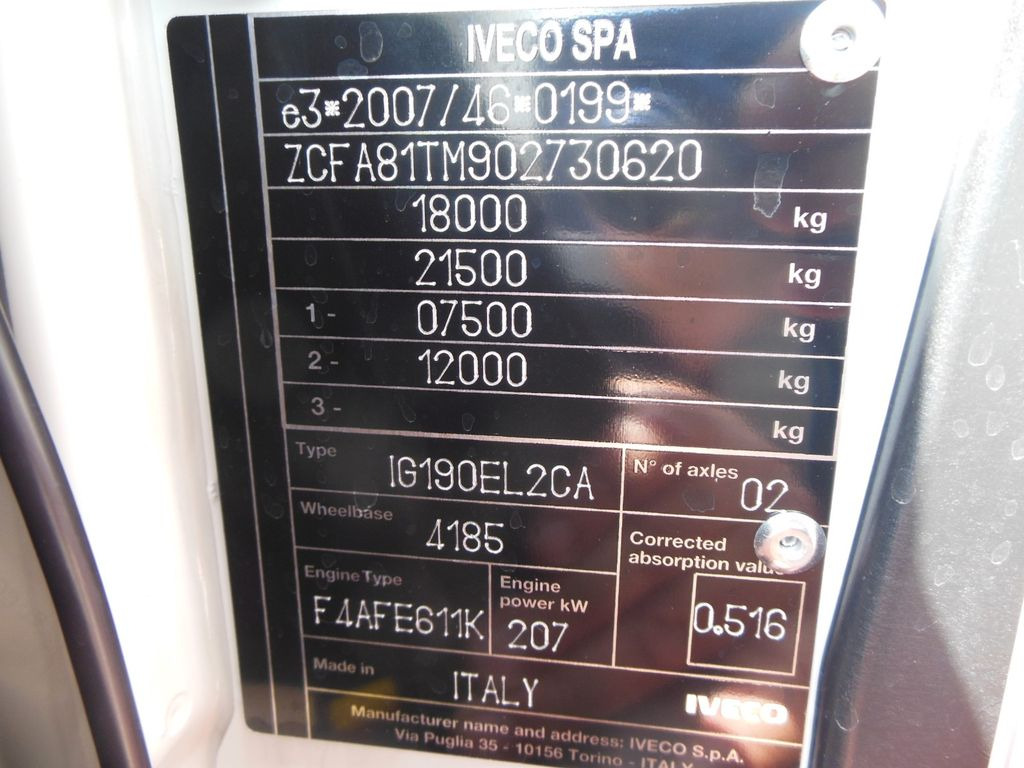 IVECO SPA
e3*2007/46*0199*
ZCFA81TM902730620
18000 kg
21500 kg
1 - 07500 kg
2 - 12000 kg
3 - kg
Type IG190EL2CA N° of axles 02
Wheelbase 4185
Corrected
absorption value
Engine Type F4AFE611K
Engine
power kW 207
0.516
Made in ITALY IVECO
Manufacturer name and address: IVECO S.p.A.
Via Puglia 35 - 10156 Torino - ITALY